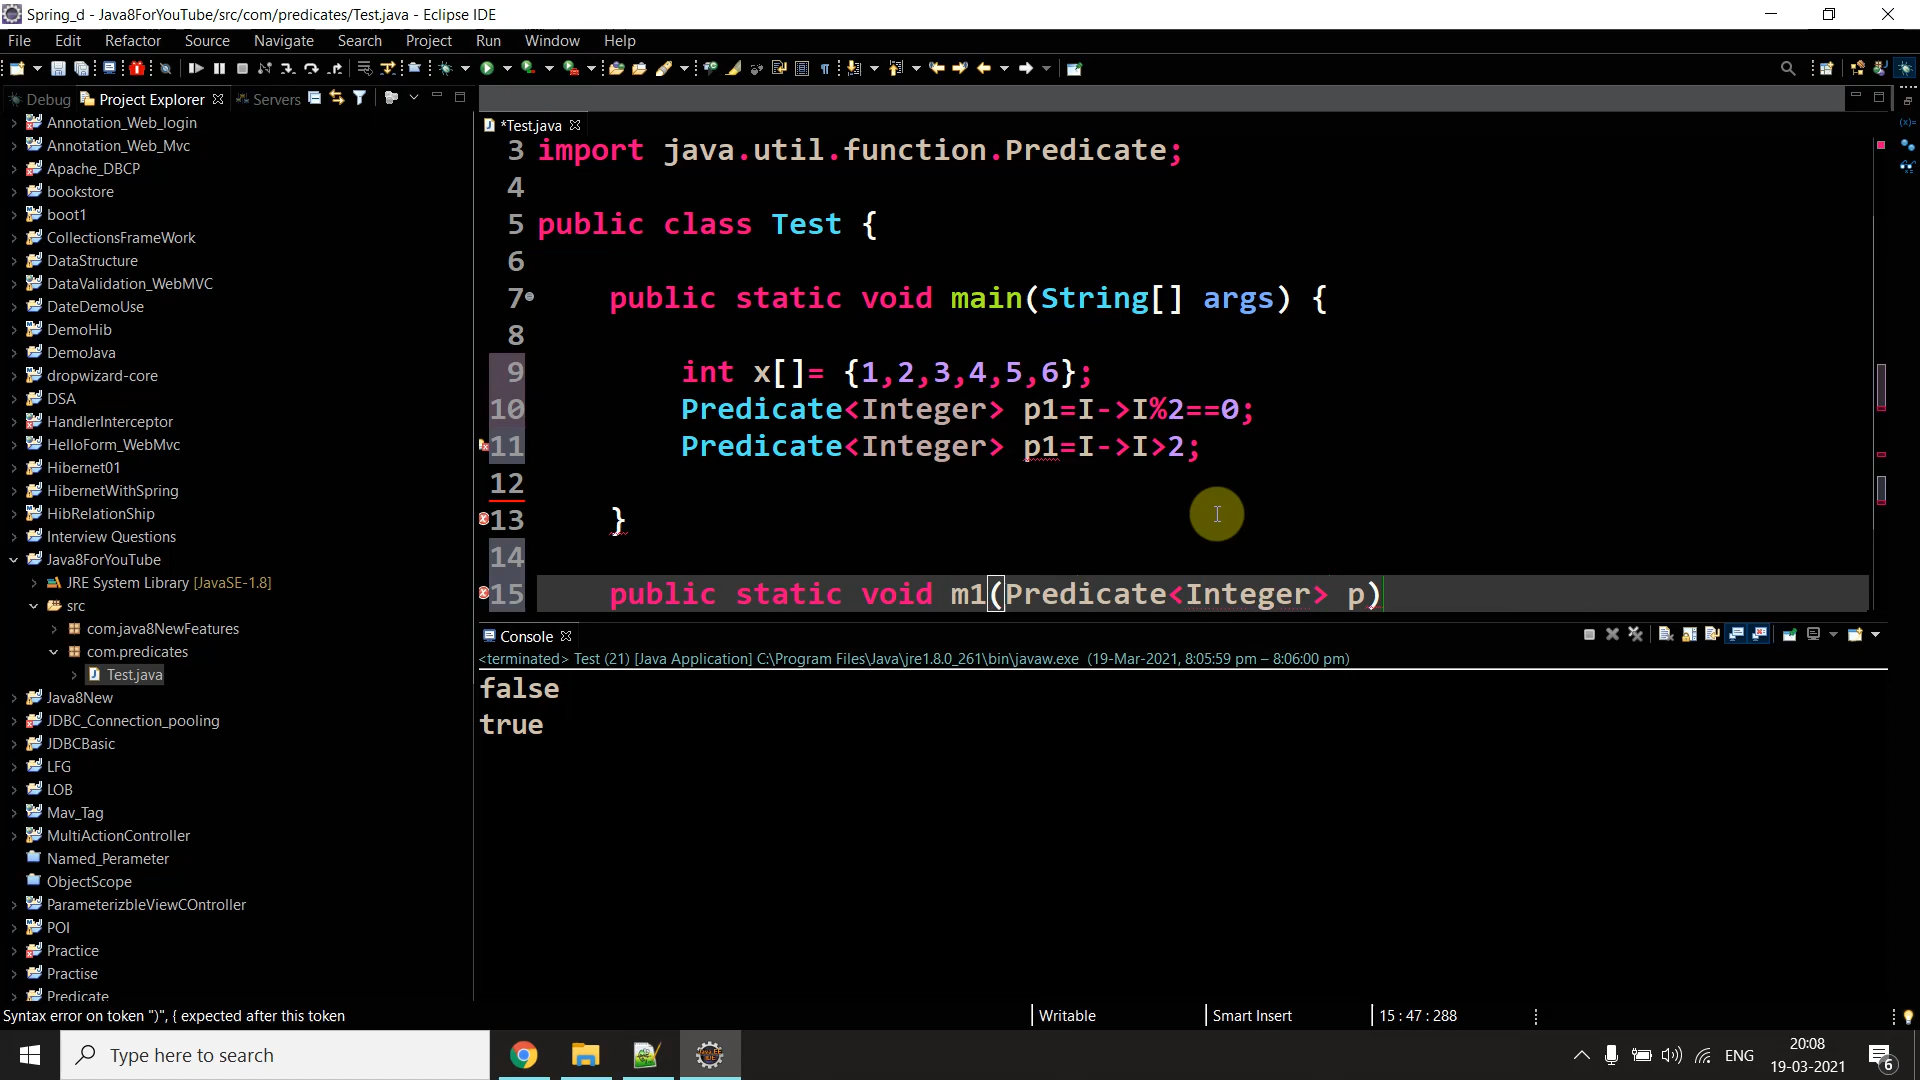 Spring_d - Java8ForYouTube/src/com/predicates/Test.java - Eclipse IDE
File Edit Refactor Source Navigate Search Project Run Window Help
Debug Project Explorer Servers
Annotation_Web_login
Annotation_Web_Mvc
Apache_DBCP
bookstore
boot1
CollectionsFrameWork
DataStructure
DataValidation_WebMVC
DateDemoUse
DemoHib
DemoJava
dropwizard-core
DSA
HandlerInterceptor
HelloForm_WebMvc
Hibernet01
HibernetWithSpring
HibRelationShip
Interview Questions
Java8ForYouTube
JRE System Library [JavaSE-1.8]
src
com.java8NewFeatures
com.predicates
Test.java
Java8New
JDBC_Connection_pooling
JDBCBasic
LFG
LOB
Mav_Tag
MultiActionController
Named_Perameter
ObjectScope
ParameterizbleViewCOntroller
POI
Practice
Practise
Predicate
*Test.java
3 import java.util.function.Predicate;
4
5 public class Test {
6
7 public static void main(String[] args) {
8
9 int x[]= {1,2,3,4,5,6};
10 Predicate<Integer> p1=I->I%2==0;
11 Predicate<Integer> p1=I->I>2;
12
13 }
14
15 public static void m1(Predicate<Integer> p)
Console
<terminated> Test (21) [Java Application] C:\Program Files\Java\jre1.8.0_261\bin\javaw.exe (19-Mar-2021, 8:05:59 pm – 8:06:00 pm)
false
true
Syntax error on token ")", { expected after this token
Writable Smart Insert 15 : 47 : 288
Type here to search
ENG
20:08
19-03-2021
6